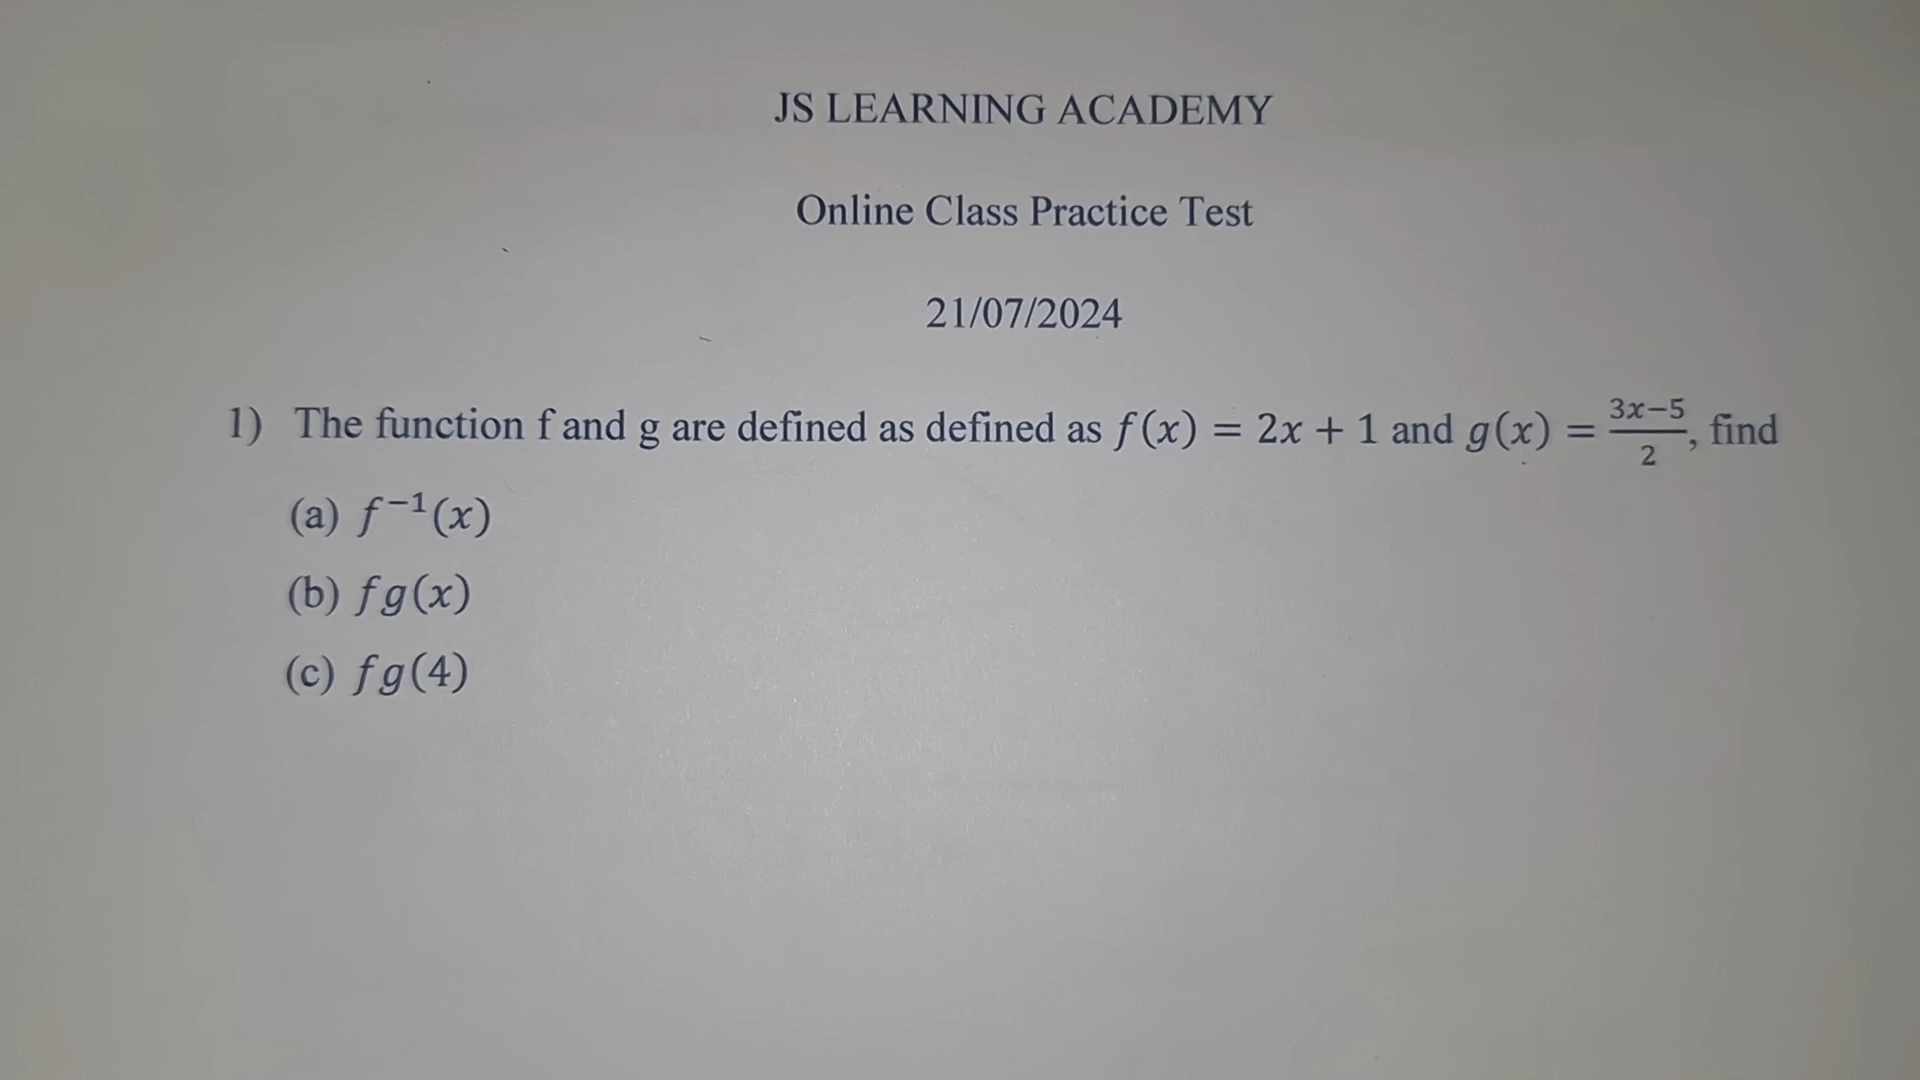 JS LEARNING ACADEMY
Online Class Practice Test
21/07/2024
1) The function f and g are defined as defined as f(x) = 2x + 1 and g(x) = \frac{3x-5}{2}, find
(a) f⁻¹(x)
(b) fg(x)
(c) fg(4)